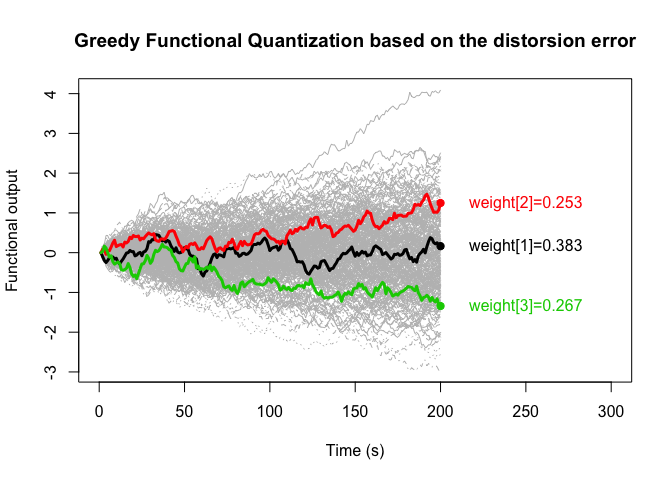 Greedy Functional Quantization based on the distorsion error
Functional output
4
3
2
1
0
-1
-2
-3
weight[2]=0.253
weight[1]=0.383
weight[3]=0.267
0 50 100 150 200 250 300
Time (s)